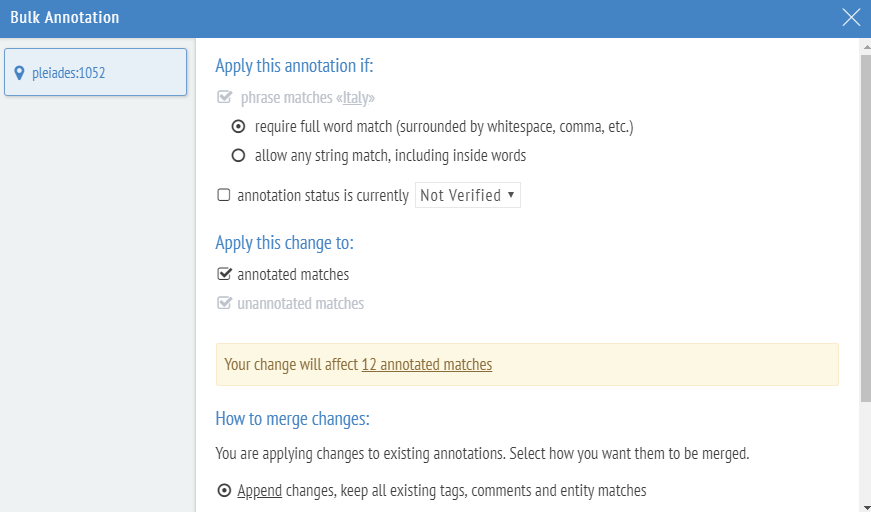 Bulk Annotation
pleiades:1052
Apply this annotation if:
phrase matches «Italy»
require full word match (surrounded by whitespace, comma, etc.)
allow any string match, including inside words
annotation status is currently Not Verified
Apply this change to:
annotated matches
unannotated matches
Your change will affect 12 annotated matches
How to merge changes:
You are applying changes to existing annotations. Select how you want them to be merged.
Append changes, keep all existing tags, comments and entity matches